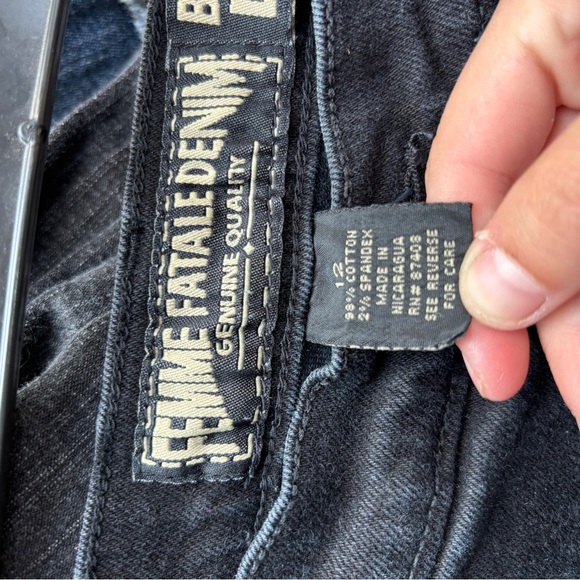 FEMME FATALE DENIM
GENUINE QUALITY
12
98% COTTON
2% SPANDEX
MADE IN
NICARAGUA
RN# 87408
SEE REVERSE
FOR CARE